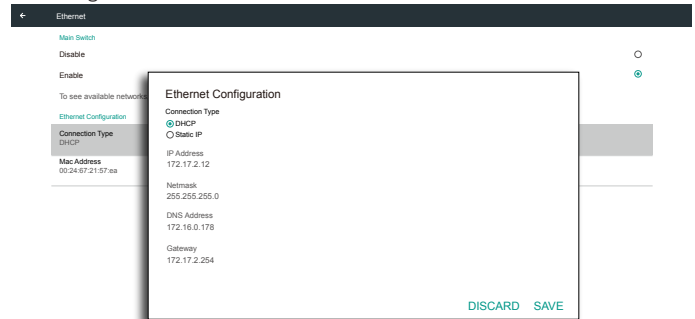 Ethernet
Main Switch
Disable
Enable
To see available networks
Ethernet Configuration
Connection Type
DHCP
Mac Address
00:24:67:21:57:ea
Ethernet Configuration
Connection Type
DHCP
Static IP
IP Address
172.17.2.12
Netmask
255.255.255.0
DNS Address
172.16.0.178
Gateway
172.17.2.254
DISCARD SAVE